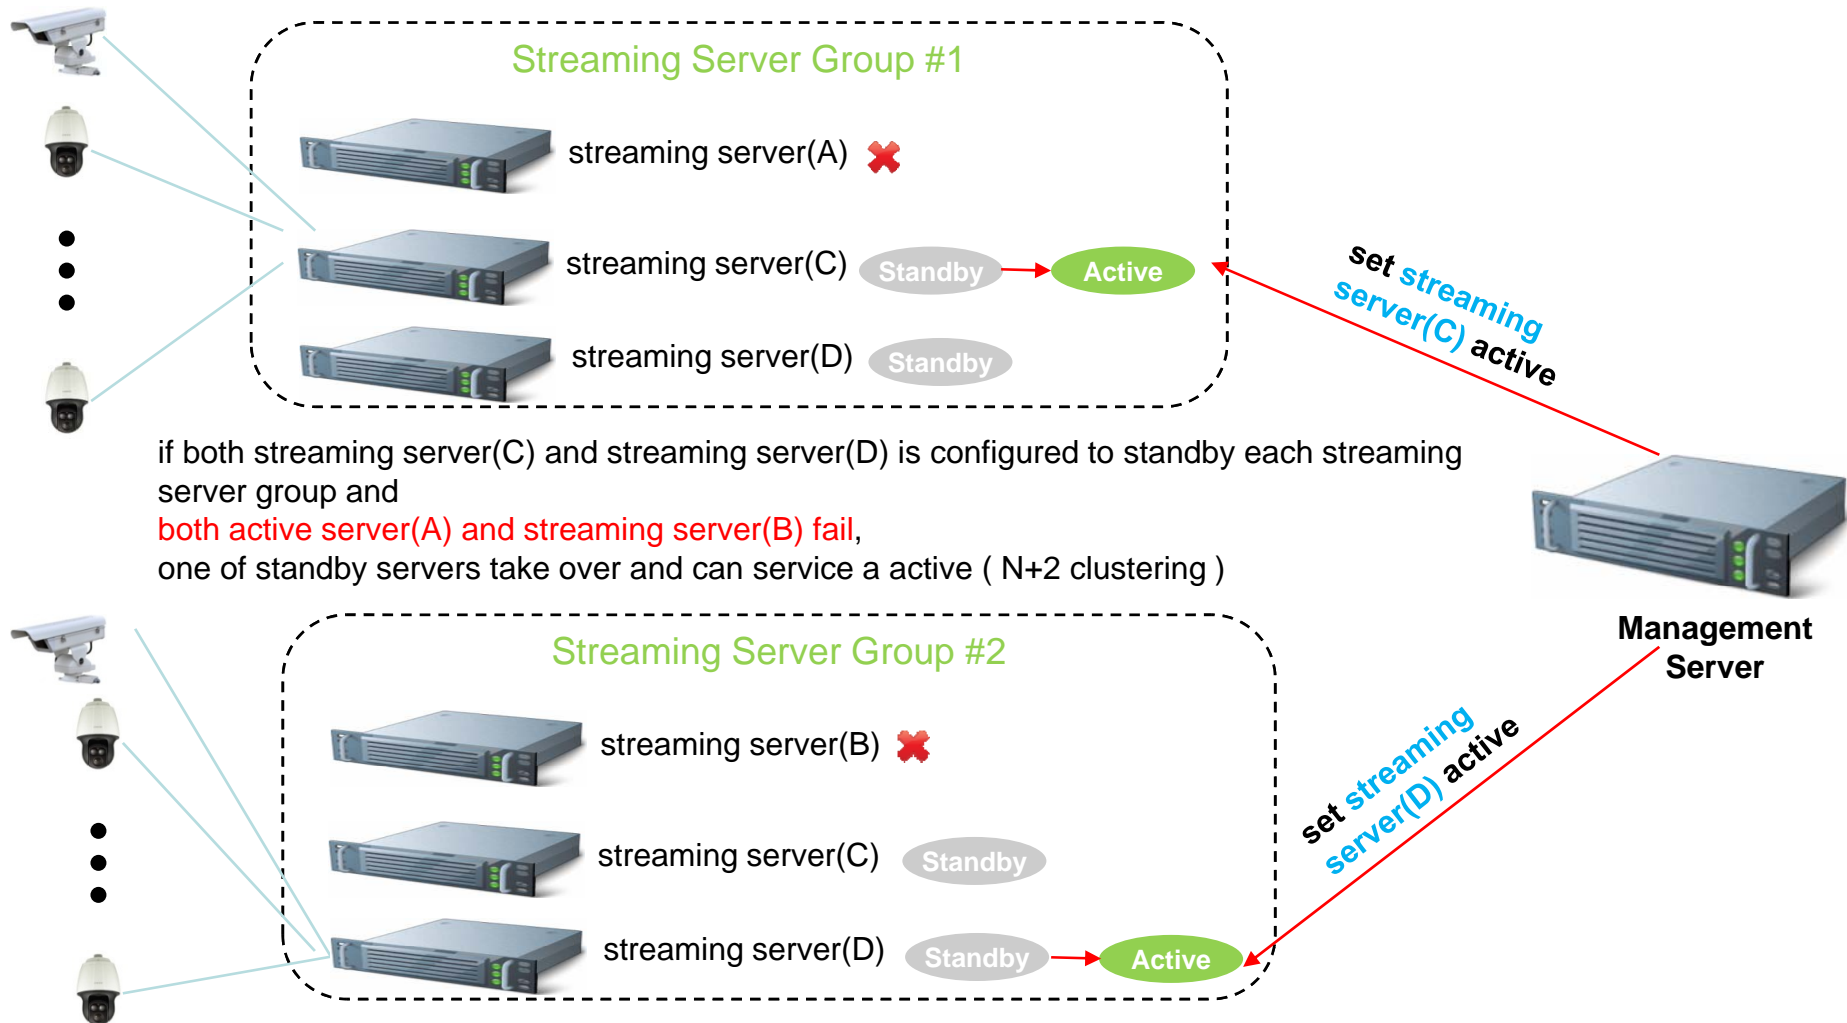 Streaming Server Group #1
streaming server(A)
streaming server(C)
Standby
Active
streaming server(D)
Standby
set streaming
server(C) active
if both streaming server(C) and streaming server(D) is configured to standby each streaming
server group and
both active server(A) and streaming server(B) fail,
one of standby servers take over and can service a active ( N+2 clustering )
Management
Server
Streaming Server Group #2
streaming server(B)
streaming server(C)
Standby
streaming server(D)
Standby
Active
set streaming
server(D) active